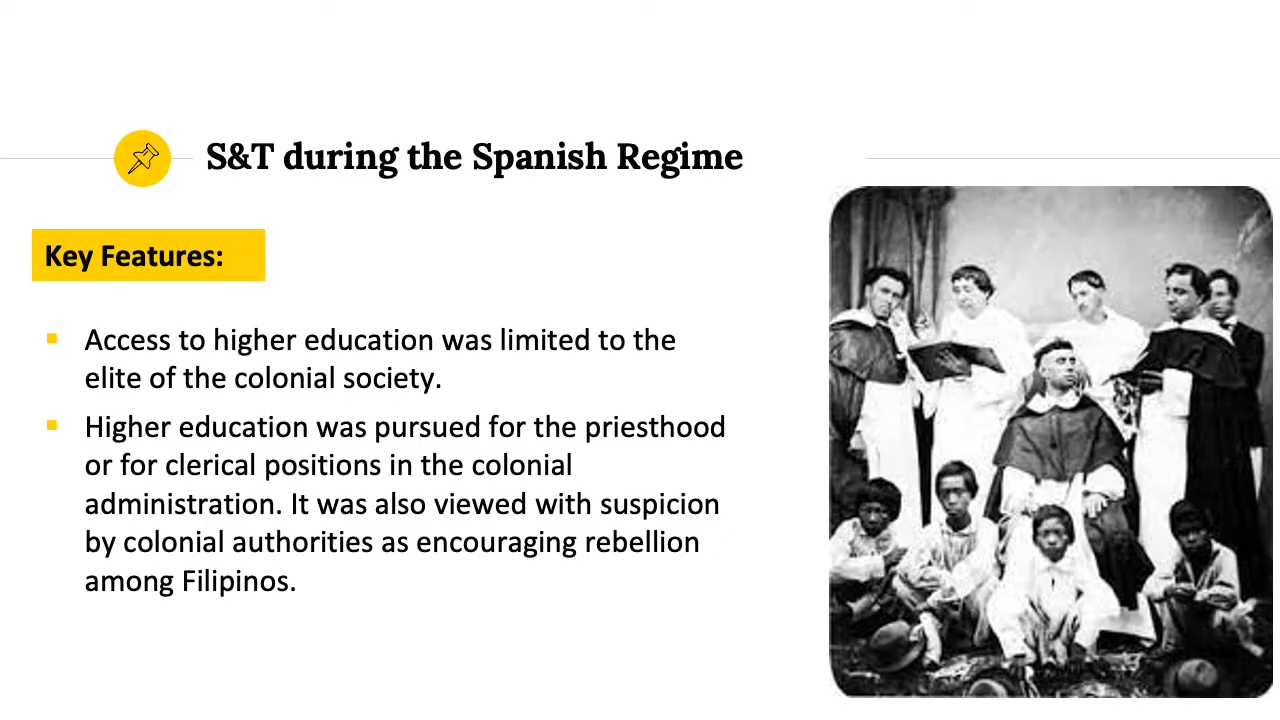 S&T during the Spanish Regime
Key Features:
▪ Access to higher education was limited to the
elite of the colonial society.
▪ Higher education was pursued for the priesthood
or for clerical positions in the colonial
administration. It was also viewed with suspicion
by colonial authorities as encouraging rebellion
among Filipinos.